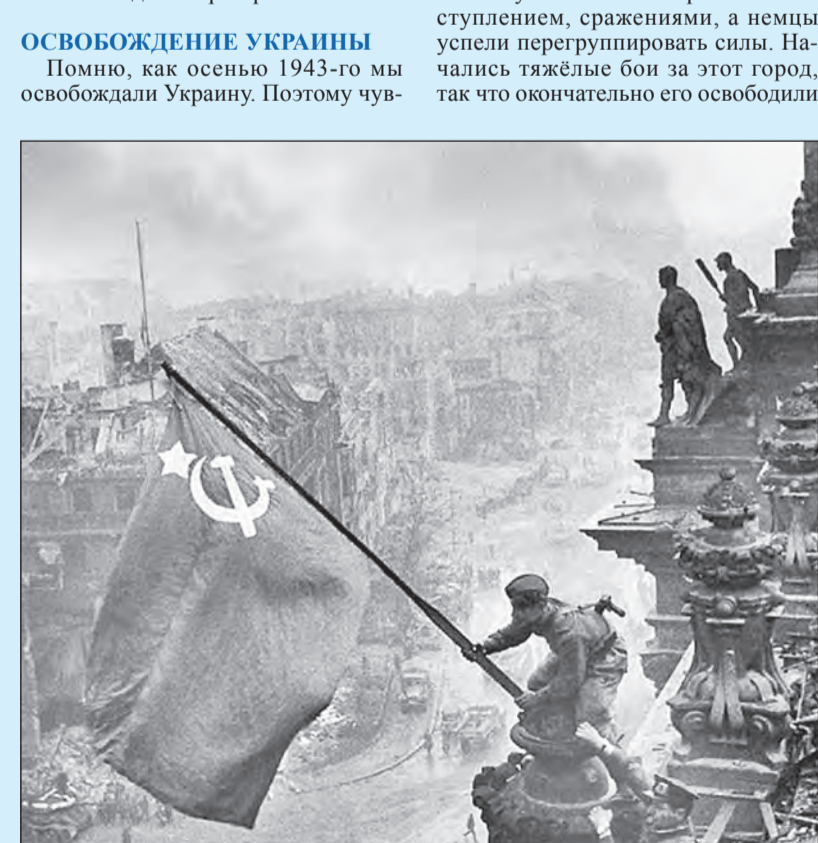 ОСВОБОЖДЕНИЕ УКРАИНЫ
Помню, как осенью 1943-го мы
освобождали Украину. Поэтому чув-
ступлением, сражениями, а немцы
успели перегруппировать силы. На-
чались тяжёлые бои за этот город,
так что окончательно его освободили